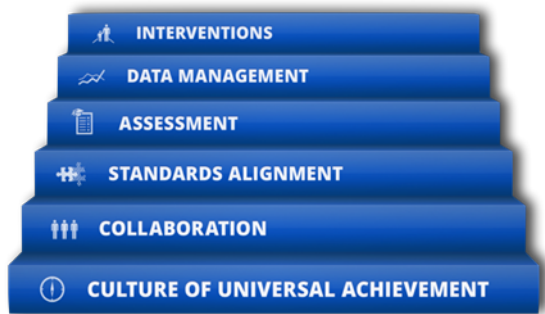 INTERVENTIONS
DATA MANAGEMENT
ASSESSMENT
STANDARDS ALIGNMENT
COLLABORATION
CULTURE OF UNIVERSAL ACHIEVEMENT